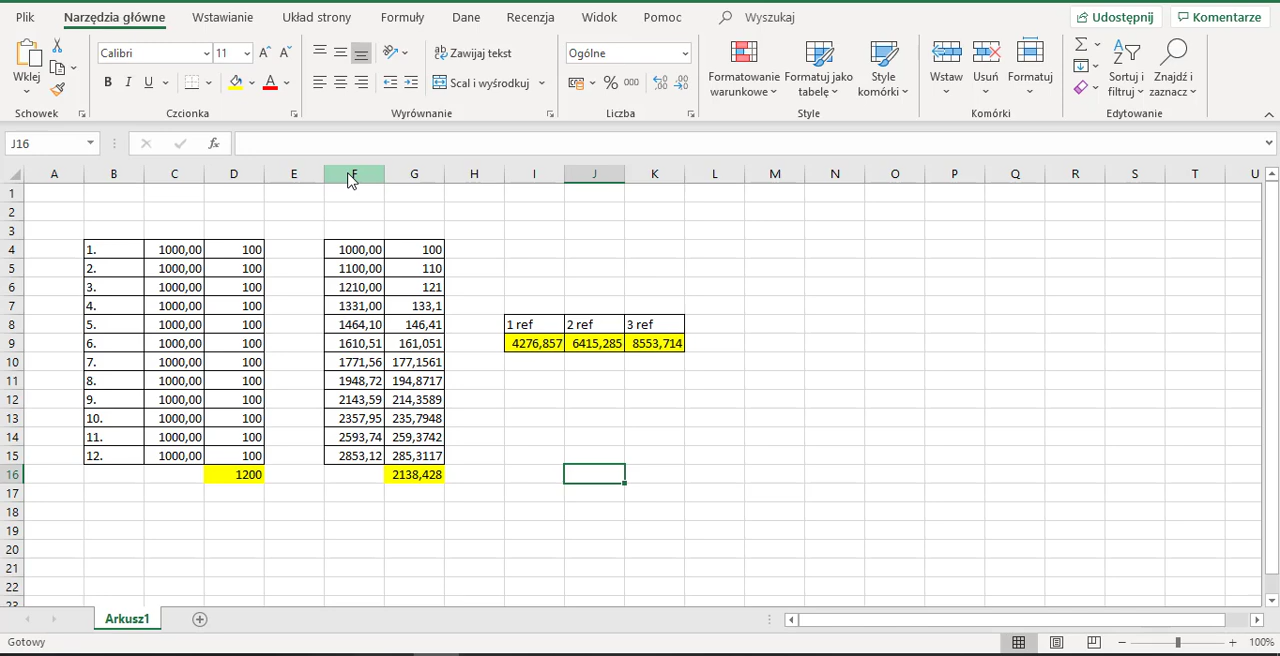 Plik Narzędzia główne Wstawianie Układ strony Formuły Dane Recenzja Widok Pomoc Wyszukaj Udostępnij Komentarze
Wklej Calibri 11 Zawijaj tekst Ogólne Formatowanie warunkowe Formatuj jako tabelę Style komórki Wstaw Usuń Formatuj Sortuj i filtruj Znajdź i zaznacz
B I U A Scal i wyśrodkuj % 000
Schowek Czcionka Wyrównanie Liczba Style Komórki Edytowanie
J16 fx
A B C D E F G H I J K L M N O P Q R S T U
1
2
3
4 1. 1000,00 100 1000,00 100
5 2. 1000,00 100 1100,00 110
6 3. 1000,00 100 1210,00 121
7 4. 1000,00 100 1331,00 133,1
8 5. 1000,00 100 1464,10 146,41 1 ref 2 ref 3 ref
9 6. 1000,00 100 1610,51 161,051 4276,857 6415,285 8553,714
10 7. 1000,00 100 1771,56 177,1561
11 8. 1000,00 100 1948,72 194,8717
12 9. 1000,00 100 2143,59 214,3589
13 10. 1000,00 100 2357,95 235,7948
14 11. 1000,00 100 2593,74 259,3742
15 12. 1000,00 100 2853,12 285,3117
16 1200 2138,428
17
18
19
20
21
22
23
Arkusz1
Gotowy 100%